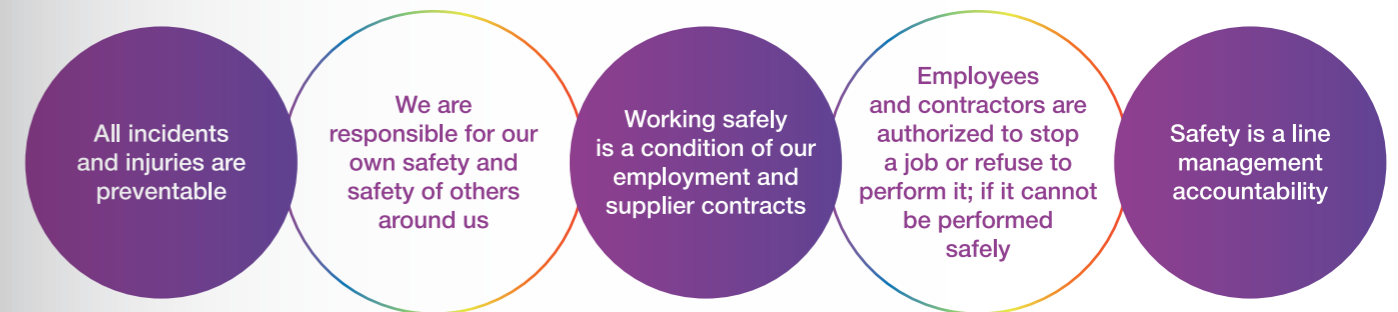 All incidents
and injuries are
preventable
We are
responsible for our
own safety and
safety of others
around us
Working safely
is a condition of our
employment and
supplier contracts
Employees
and contractors are
authorized to stop
a job or refuse to
perform it; if it cannot
be performed
safely
Safety is a line
management
accountability